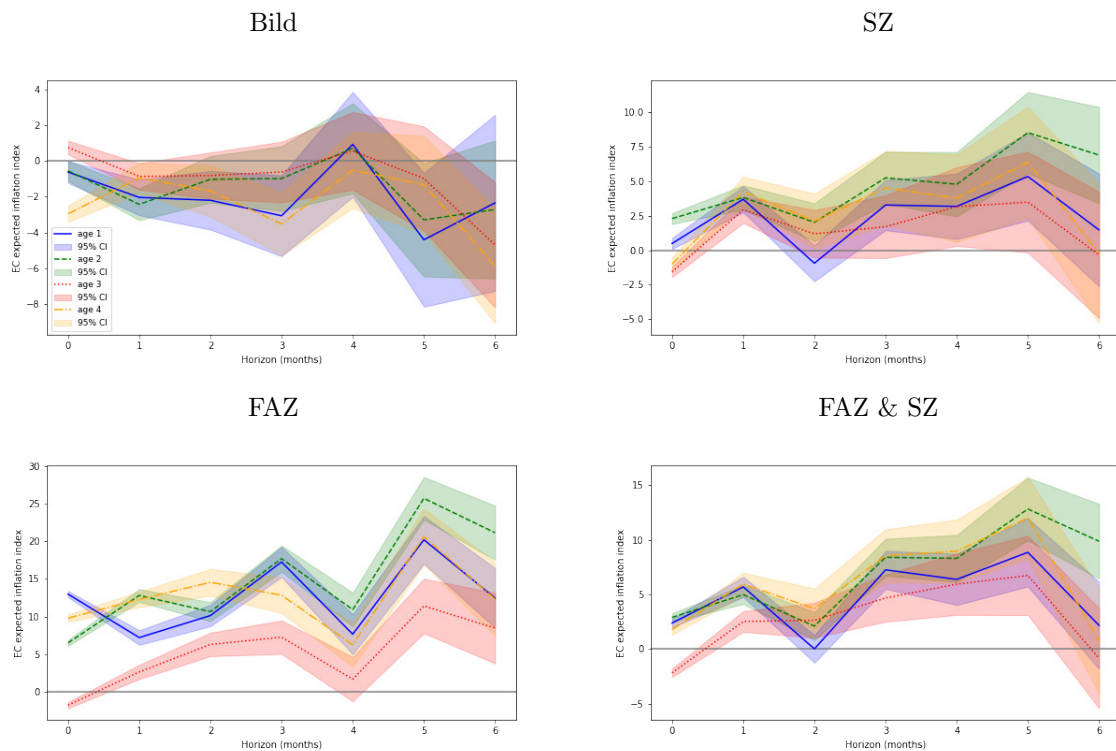 Bild
EC expected inflation index
4
2
0
−2
−4
−6
−8
age 1
95% CI
age 2
95% CI
age 3
95% CI
age 4
95% CI
0 1 2 3 4 5 6
Horizon (months)
SZ
EC expected inflation index
10.0
7.5
5.0
2.5
0.0
−2.5
−5.0
0 1 2 3 4 5 6
Horizon (months)
FAZ
EC expected inflation index
30
25
20
15
10
5
0
0 1 2 3 4 5 6
Horizon (months)
FAZ & SZ
EC expected inflation index
15
10
5
0
−5
0 1 2 3 4 5 6
Horizon (months)